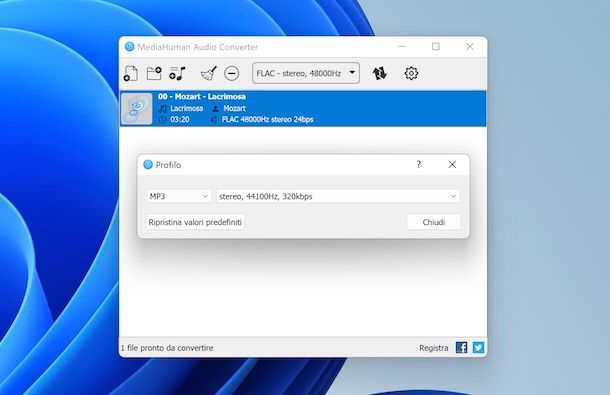 MediaHuman Audio Converter
FLAC - stereo, 48000Hz
00 - Mozart - Lacrimosa
Lacrimosa Mozart
03:20 FLAC 48000Hz stereo 24bps
Profilo ?
MP3 stereo, 44100Hz, 320kbps
Ripristina valori predefiniti Chiudi
1 file pronto da convertire Registra